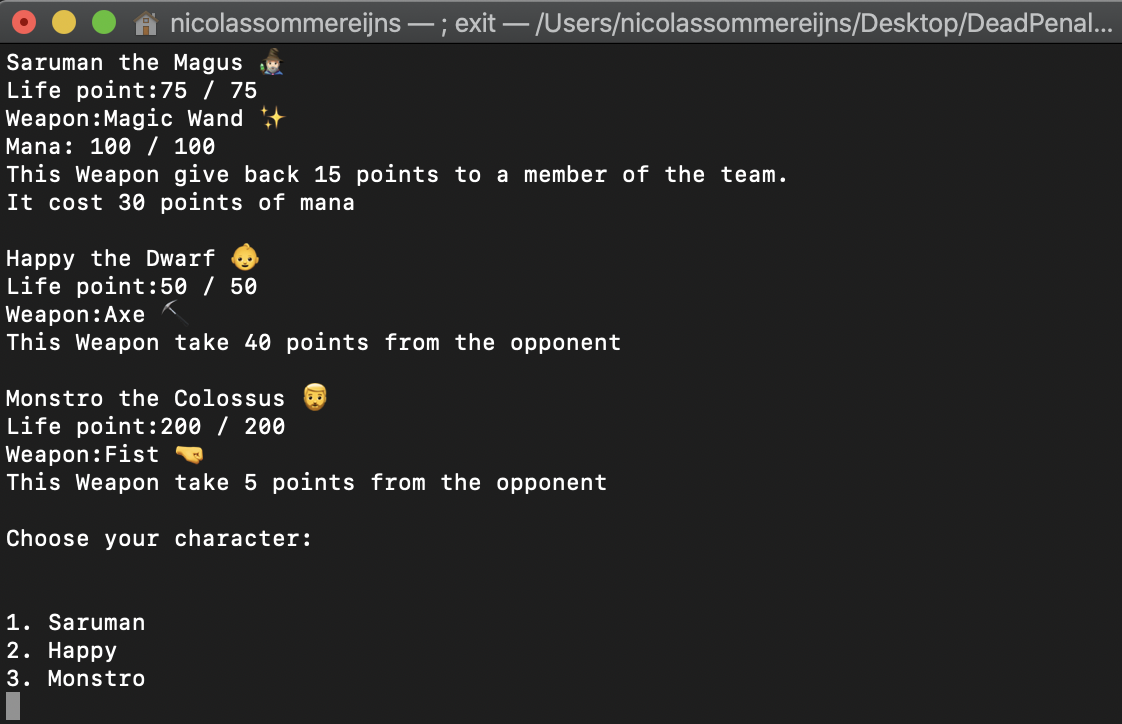 nicolassommereijns — ; exit — /Users/nicolassommereijns/Desktop/DeadPenal...
Saruman the Magus 🧙‍♂️
Life point:75 / 75
Weapon:Magic Wand ✨
Mana: 100 / 100
This Weapon give back 15 points to a member of the team.
It cost 30 points of mana
Happy the Dwarf 👶
Life point:50 / 50
Weapon:Axe ⛏
This Weapon take 40 points from the opponent
Monstro the Colossus 🧔
Life point:200 / 200
Weapon:Fist 🤜
This Weapon take 5 points from the opponent
Choose your character:
1. Saruman
2. Happy
3. Monstro